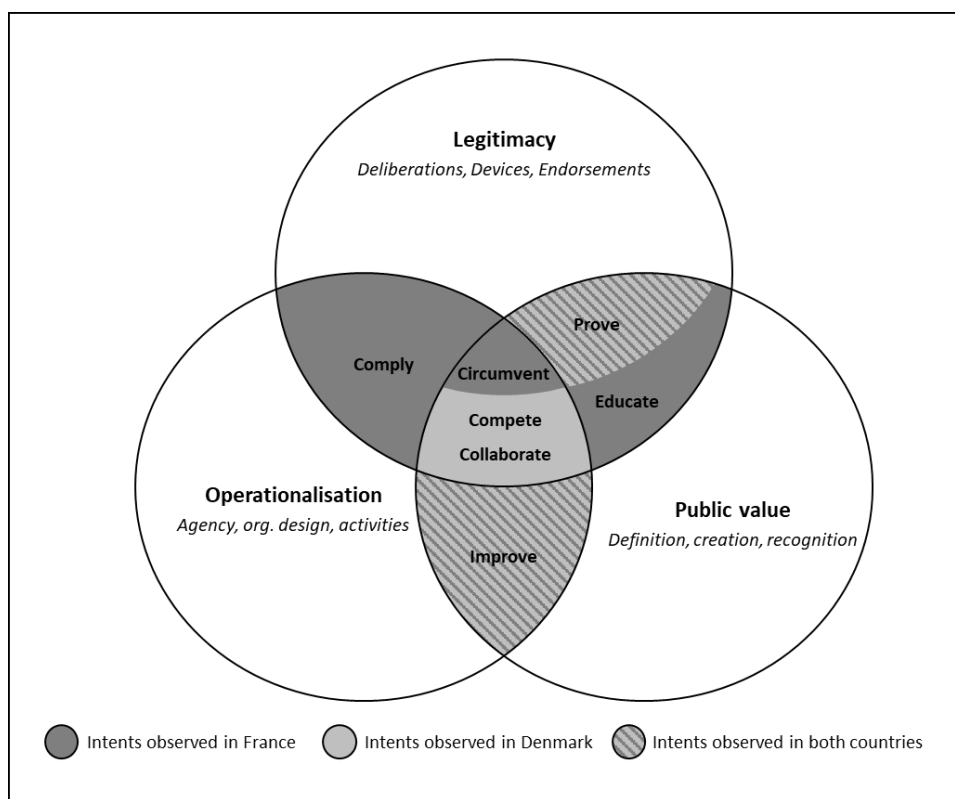 Legitimacy
Deliberations, Devices, Endorsements
Prove
Comply
Circumvent
Educate
Compete
Collaborate
Operationalisation
Agency, org. design, activities
Public value
Definition, creation, recognition
Improve
Intents observed in France
Intents observed in Denmark
Intents observed in both countries